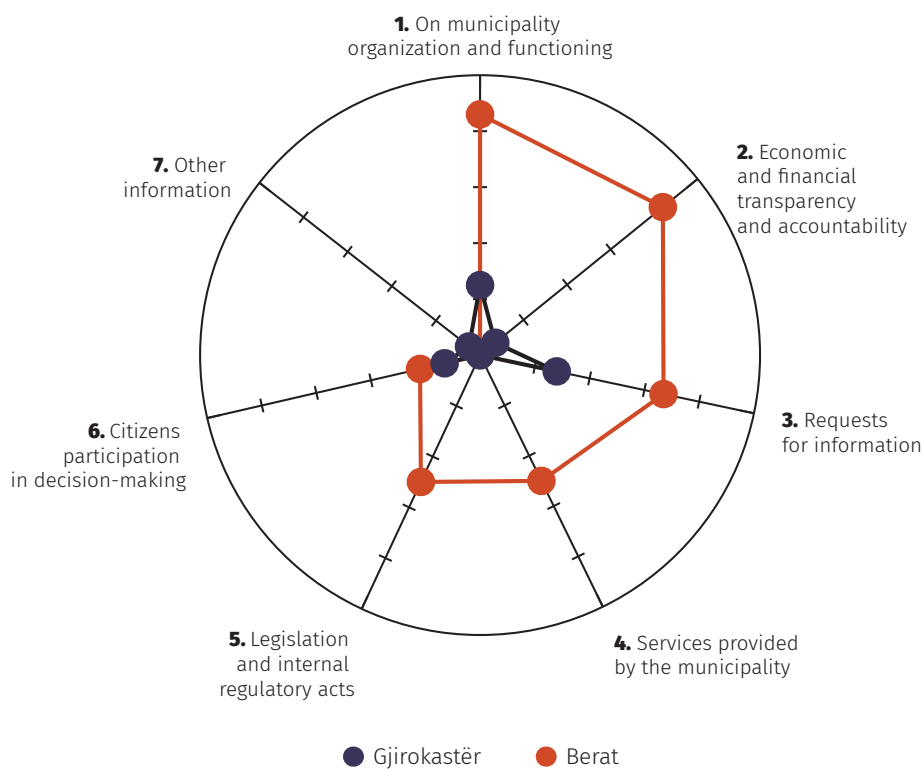 1. On municipality
organization and functioning
2. Economic
and financial
transparency
and accountability
3. Requests
for information
4. Services provided
by the municipality
5. Legislation
and internal
regulatory acts
6. Citizens
participation
in decision-making
7. Other
information
Gjirokastër
Berat